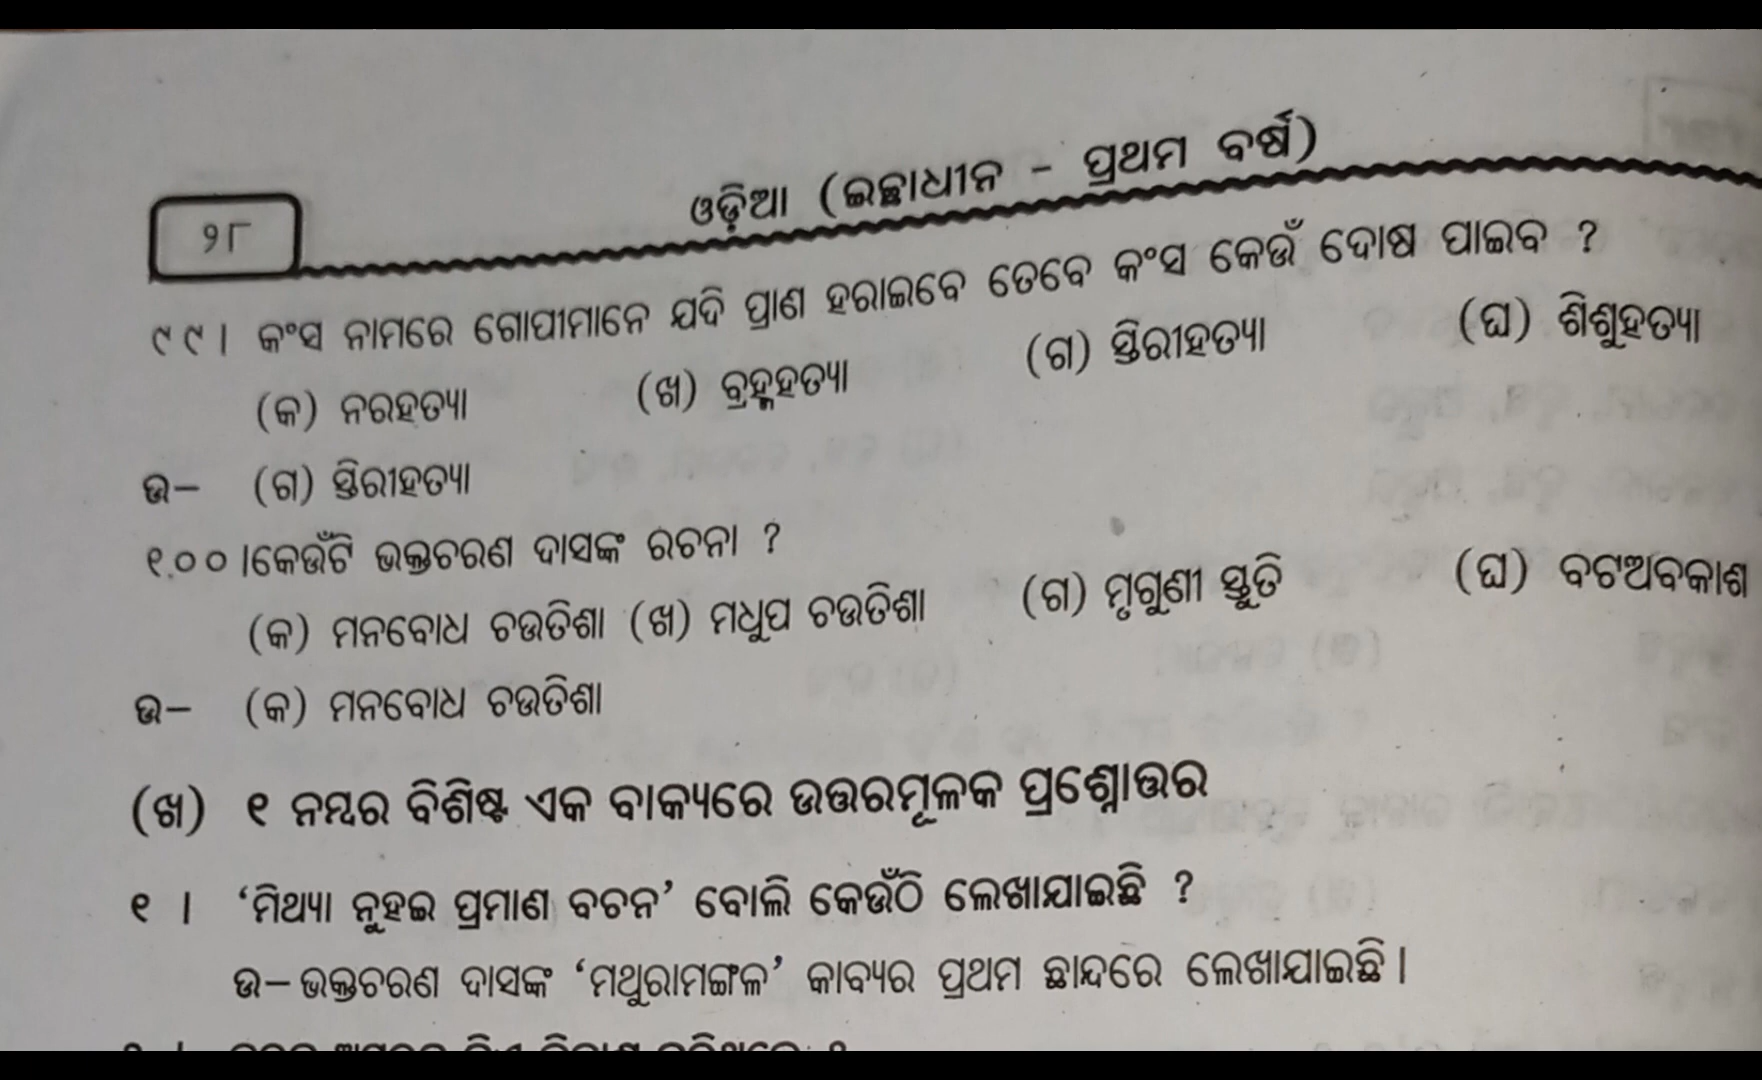 ଓଡ଼ିଆ (ଇଚ୍ଛାଧୀନ - ପ୍ରଥମ ବର୍ଷ)
୨୮
୯୯। କଂସ ନାମରେ ଗୋପୀମାନେ ଯଦି ପ୍ରାଣ ହରାଇବେ ତେବେ କଂସ କେଉଁ ଦୋଷ ପାଇବ ?
(କ) ନରହତ୍ୟା (ଖ) ବ୍ରହ୍ମହତ୍ୟା (ଗ) ସ୍ତିରୀହତ୍ୟା (ଘ) ଶିଶୁହତ୍ୟା
ଉ– (ଗ) ସ୍ତିରୀହତ୍ୟା
୧୦୦।କେଉଁଟି ଭକ୍ତଚରଣ ଦାସଙ୍କ ରଚନା ?
(କ) ମନବୋଧ ଚଉତିଶା (ଖ) ମଧୁପ ଚଉତିଶା (ଗ) ମୃଗୁଣୀ ସ୍ତୁତି (ଘ) ବଟଅବକାଶ
ଉ– (କ) ମନବୋଧ ଚଉତିଶା
(ଖ) ୧ ନମ୍ବର ବିଶିଷ୍ଟ ଏକ ବାକ୍ୟରେ ଉତ୍ତରମୂଳକ ପ୍ରଶ୍ନୋତ୍ତର
୧ । ‘ମିଥ୍ୟା ନୁହଇ ପ୍ରମାଣ ବଚନ’ ବୋଲି କେଉଁଠି ଲେଖାଯାଇଛି ?
ଉ–ଭକ୍ତଚରଣ ଦାସଙ୍କ ‘ମଥୁରାମଙ୍ଗଳ’ କାବ୍ୟର ପ୍ରଥମ ଛାନ୍ଦରେ ଲେଖାଯାଇଛି।